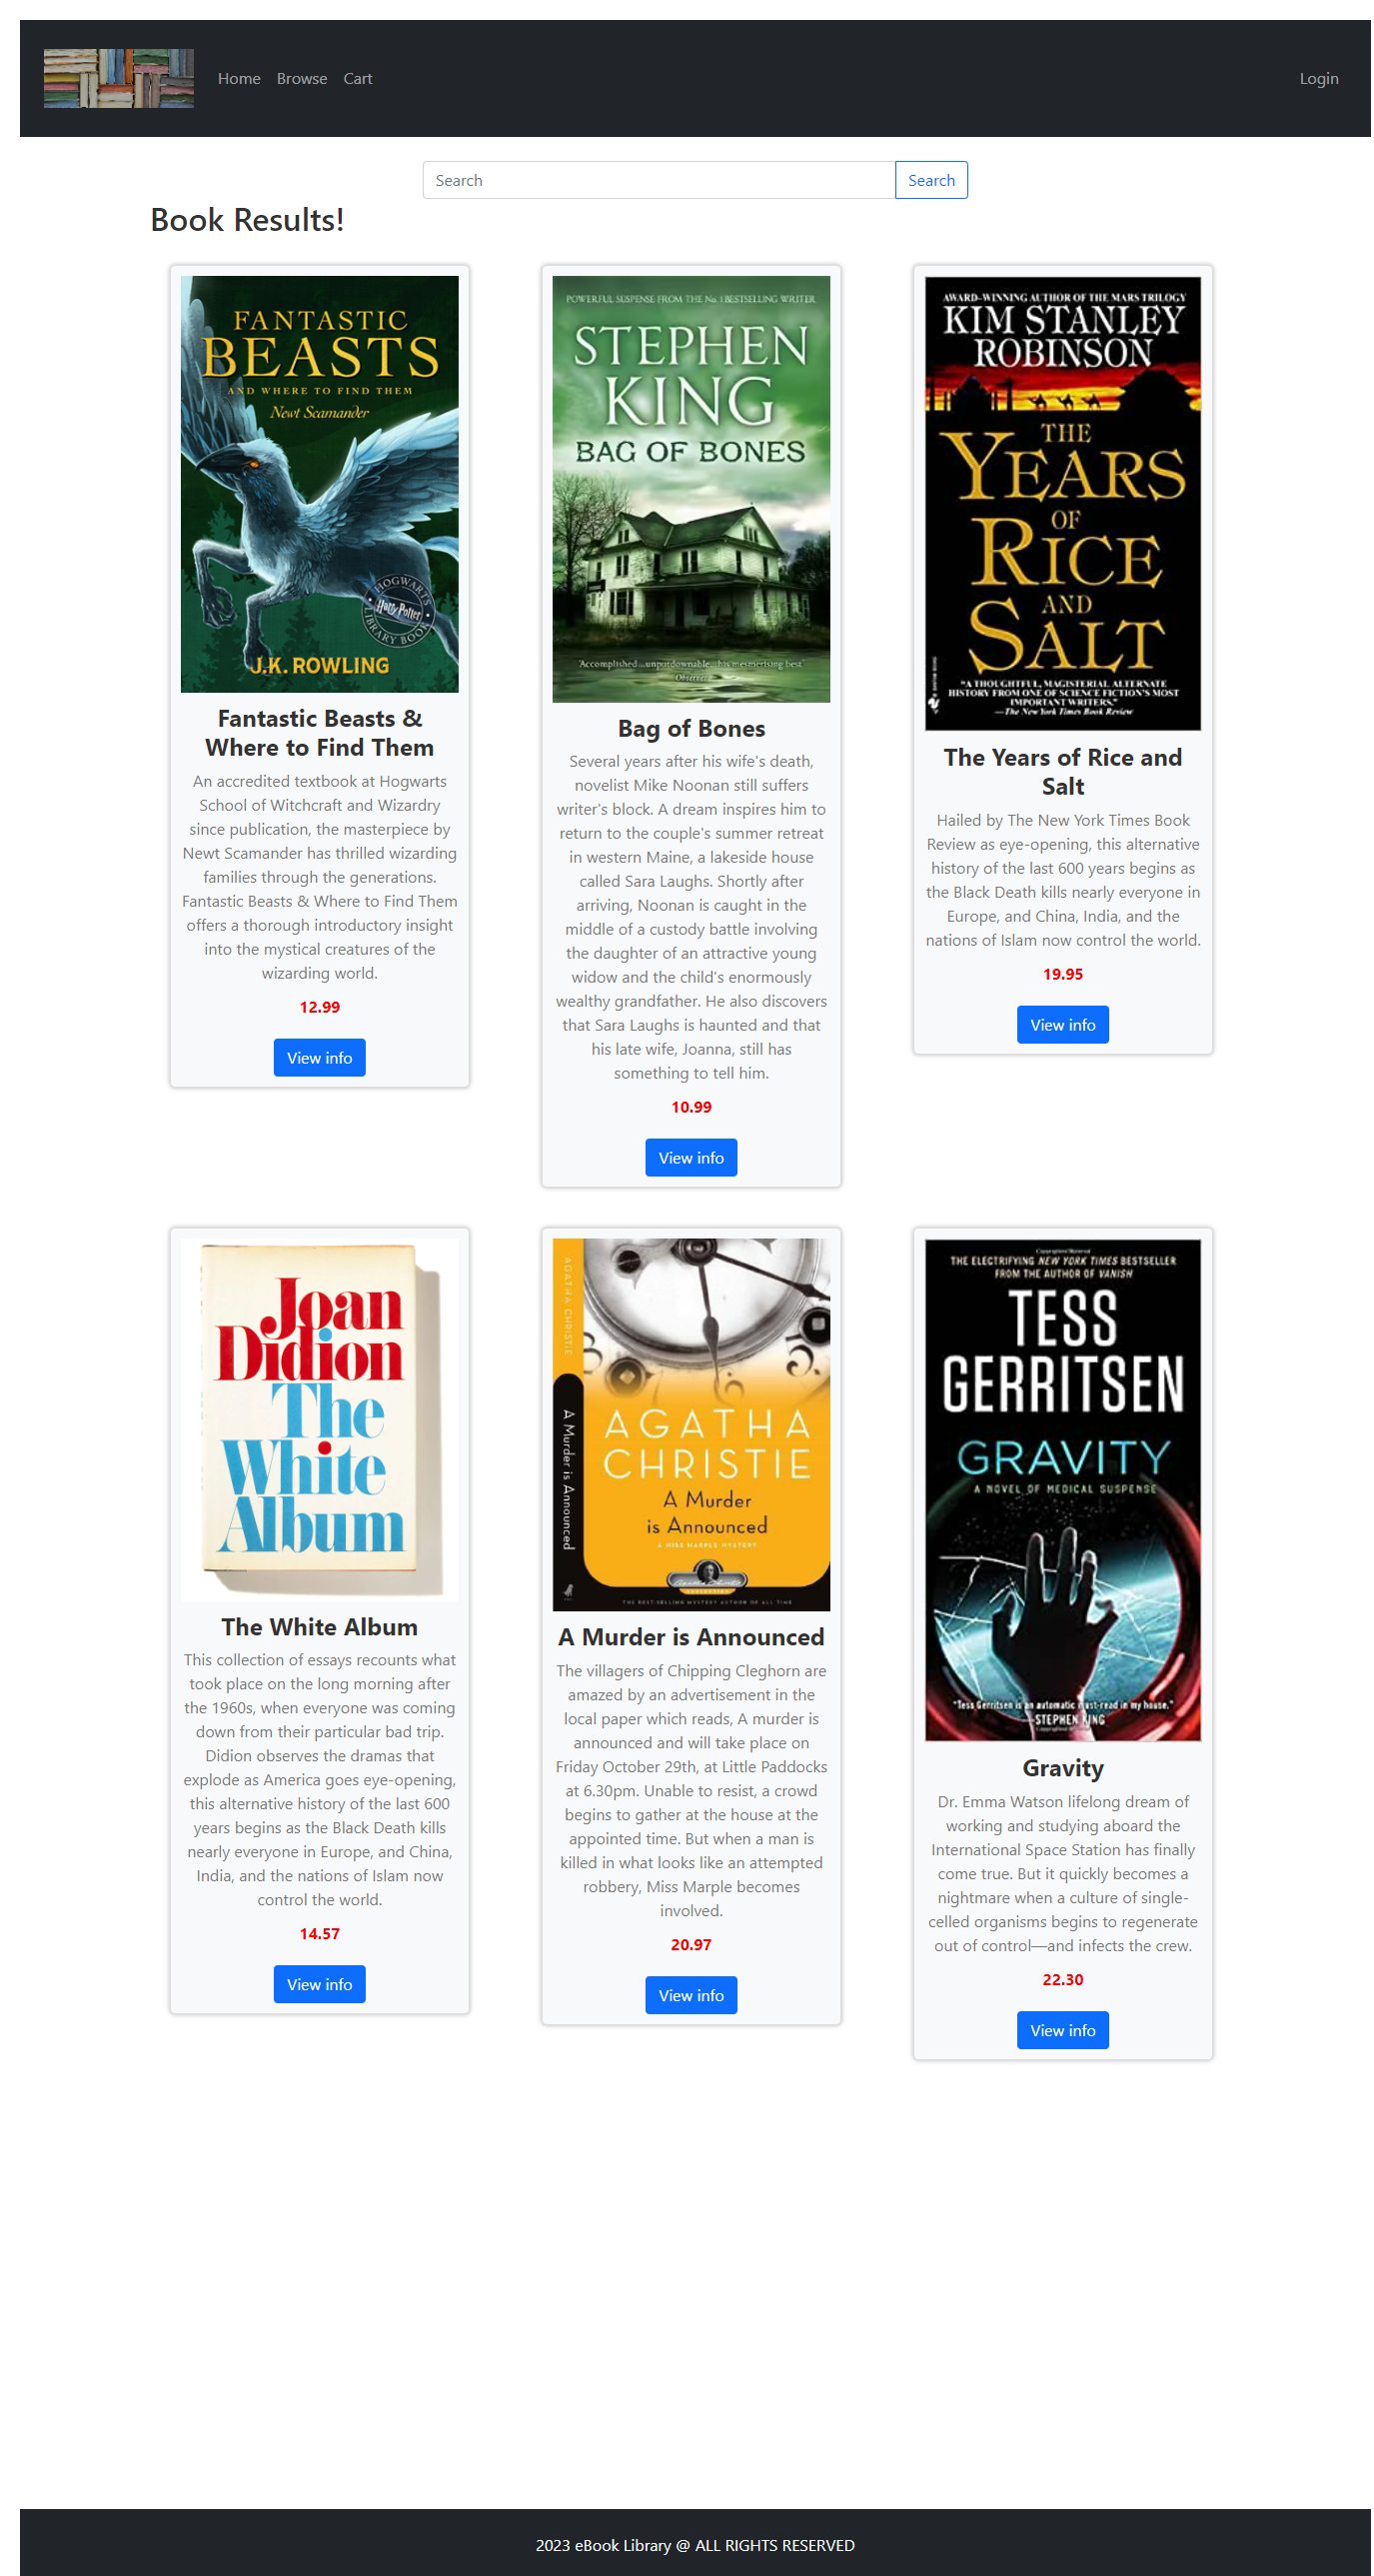 Home Browse Cart Login
Search Search
Book Results!
FANTASTIC
BEASTS
AND WHERE TO FIND THEM
Newt Scamander
HOGWARTS
Harry Potter
LIBRARY BOOK
J.K. ROWLING
Fantastic Beasts &
Where to Find Them
An accredited textbook at Hogwarts
School of Witchcraft and Wizardry
since publication, the masterpiece by
Newt Scamander has thrilled wizarding
families through the generations.
Fantastic Beasts & Where to Find Them
offers a thorough introductory insight
into the mystical creatures of the
wizarding world.
12.99
View info
POWERFUL SUSPENSE FROM THE No. 1 BESTSELLING WRITER
STEPHEN
KING
BAG OF BONES
'Accomplished...unputdownable...his mesmerising best'
Observer
Bag of Bones
Several years after his wife's death,
novelist Mike Noonan still suffers
writer's block. A dream inspires him to
return to the couple's summer retreat
in western Maine, a lakeside house
called Sara Laughs. Shortly after
arriving, Noonan is caught in the
middle of a custody battle involving
the daughter of an attractive young
widow and the child's enormously
wealthy grandfather. He also discovers
that Sara Laughs is haunted and that
his late wife, Joanna, still has
something to tell him.
10.99
View info
AWARD-WINNING AUTHOR OF THE MARS TRILOGY
KIM STANLEY
ROBINSON
THE
YEARS
OF
RICE
AND
SALT
"A THOUGHTFUL, MAGISTERIAL ALTERNATE
HISTORY FROM ONE OF SCIENCE FICTION'S MOST
IMPORTANT WRITERS."
—The New York Times Book Review
The Years of Rice and
Salt
Hailed by The New York Times Book
Review as eye-opening, this alternative
history of the last 600 years begins as
the Black Death kills nearly everyone in
Europe, and China, India, and the
nations of Islam now control the world.
19.95
View info
Joan
Didion
The
White
Album
The White Album
This collection of essays recounts what
took place on the long morning after
the 1960s, when everyone was coming
down from their particular bad trip.
Didion observes the dramas that
explode as America goes eye-opening,
this alternative history of the last 600
years begins as the Black Death kills
nearly everyone in Europe, and China,
India, and the nations of Islam now
control the world.
14.57
View info
AGATHA CHRISTIE
A Murder is Announced
AGATHA
CHRISTIE
A Murder
is Announced
A MISS MARPLE MYSTERY
THE BEST-SELLING MYSTERY AUTHOR OF ALL TIME
A Murder is Announced
The villagers of Chipping Cleghorn are
amazed by an advertisement in the
local paper which reads, A murder is
announced and will take place on
Friday October 29th, at Little Paddocks
at 6.30pm. Unable to resist, a crowd
begins to gather at the house at the
appointed time. But when a man is
killed in what looks like an attempted
robbery, Miss Marple becomes
involved.
20.97
View info
Copyrighted Material
THE ELECTRIFYING NEW YORK TIMES BESTSELLER
FROM THE AUTHOR OF VANISH
TESS
GERRITSEN
GRAVITY
A NOVEL OF MEDICAL SUSPENSE
"Tess Gerritsen is an automatic must-read in my house."
—STEPHEN KING
Copyrighted Material
Gravity
Dr. Emma Watson lifelong dream of
working and studying aboard the
International Space Station has finally
come true. But it quickly becomes a
nightmare when a culture of single-
celled organisms begins to regenerate
out of control—and infects the crew.
22.30
View info
2023 eBook Library @ ALL RIGHTS RESERVED